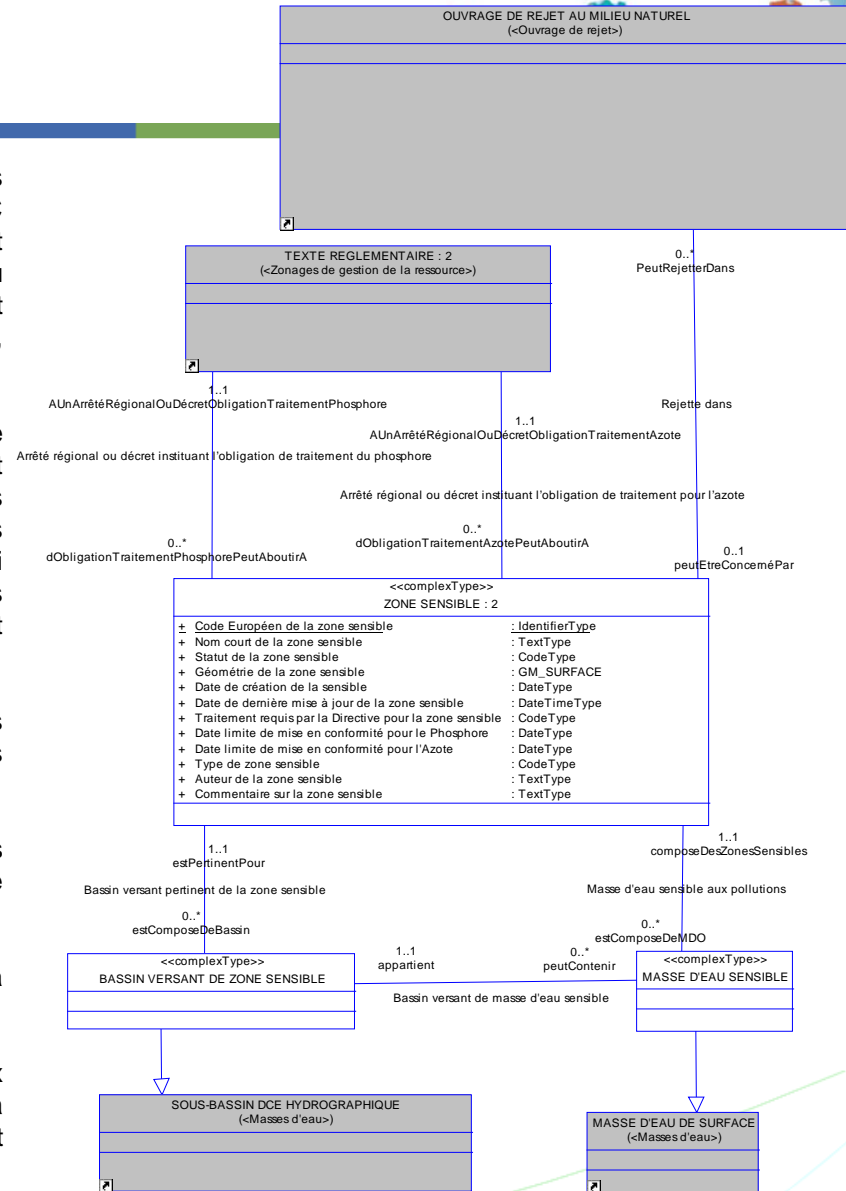 OUVRAGE DE REJET AU MILIEU NATUREL
(<Ouvrage de rejet>)
TEXTE REGLEMENTAIRE : 2
(<Zonages de gestion de la ressource>)
0..*
PeutRejetterDans
1..1
AUnArrêtéRégionalOuDécretObligationTraitementPhosphore
Rejette dans
1..1
AUnArrêtéRégionalOuDécretObligationTraitementAzote
Arrêté régional ou décret instituant l'obligation de traitement du phosphore
Arrêté régional ou décret instituant l'obligation de traitement pour l'azote
0..*
dObligationTraitementPhosphorePeutAboutirA
0..*
dObligationTraitementAzotePeutAboutirA
0..1
peutEtreConcernéPar
<<complexType>>
ZONE SENSIBLE : 2
+ Code Européen de la zone sensible : IdentifierType
+ Nom court de la zone sensible : TextType
+ Statut de la zone sensible : CodeType
+ Géométrie de la zone sensible : GM_SURFACE
+ Date de création de la sensible : DateType
+ Date de dernière mise à jour de la zone sensible : DateTimeType
+ Traitement requis par la Directive pour la zone sensible : CodeType
+ Date limite de mise en conformité pour le Phosphore : DateType
+ Date limite de mise en conformité pour l'Azote : DateType
+ Type de zone sensible : CodeType
+ Auteur de la zone sensible : TextType
+ Commentaire sur la zone sensible : TextType
1..1
estPertinentPour
1..1
composeDesZonesSensibles
Bassin versant pertinent de la zone sensible
Masse d'eau sensible aux pollutions
0..*
estComposeDeBassin
0..*
estComposeDeMDO
<<complexType>>
BASSIN VERSANT DE ZONE SENSIBLE
1..1
appartient
0..*
peutContenir
<<complexType>>
MASSE D'EAU SENSIBLE
Bassin versant de masse d'eau sensible
SOUS-BASSIN DCE HYDROGRAPHIQUE
(<Masses d'eau>)
MASSE D'EAU DE SURFACE
(<Masses d'eau>)